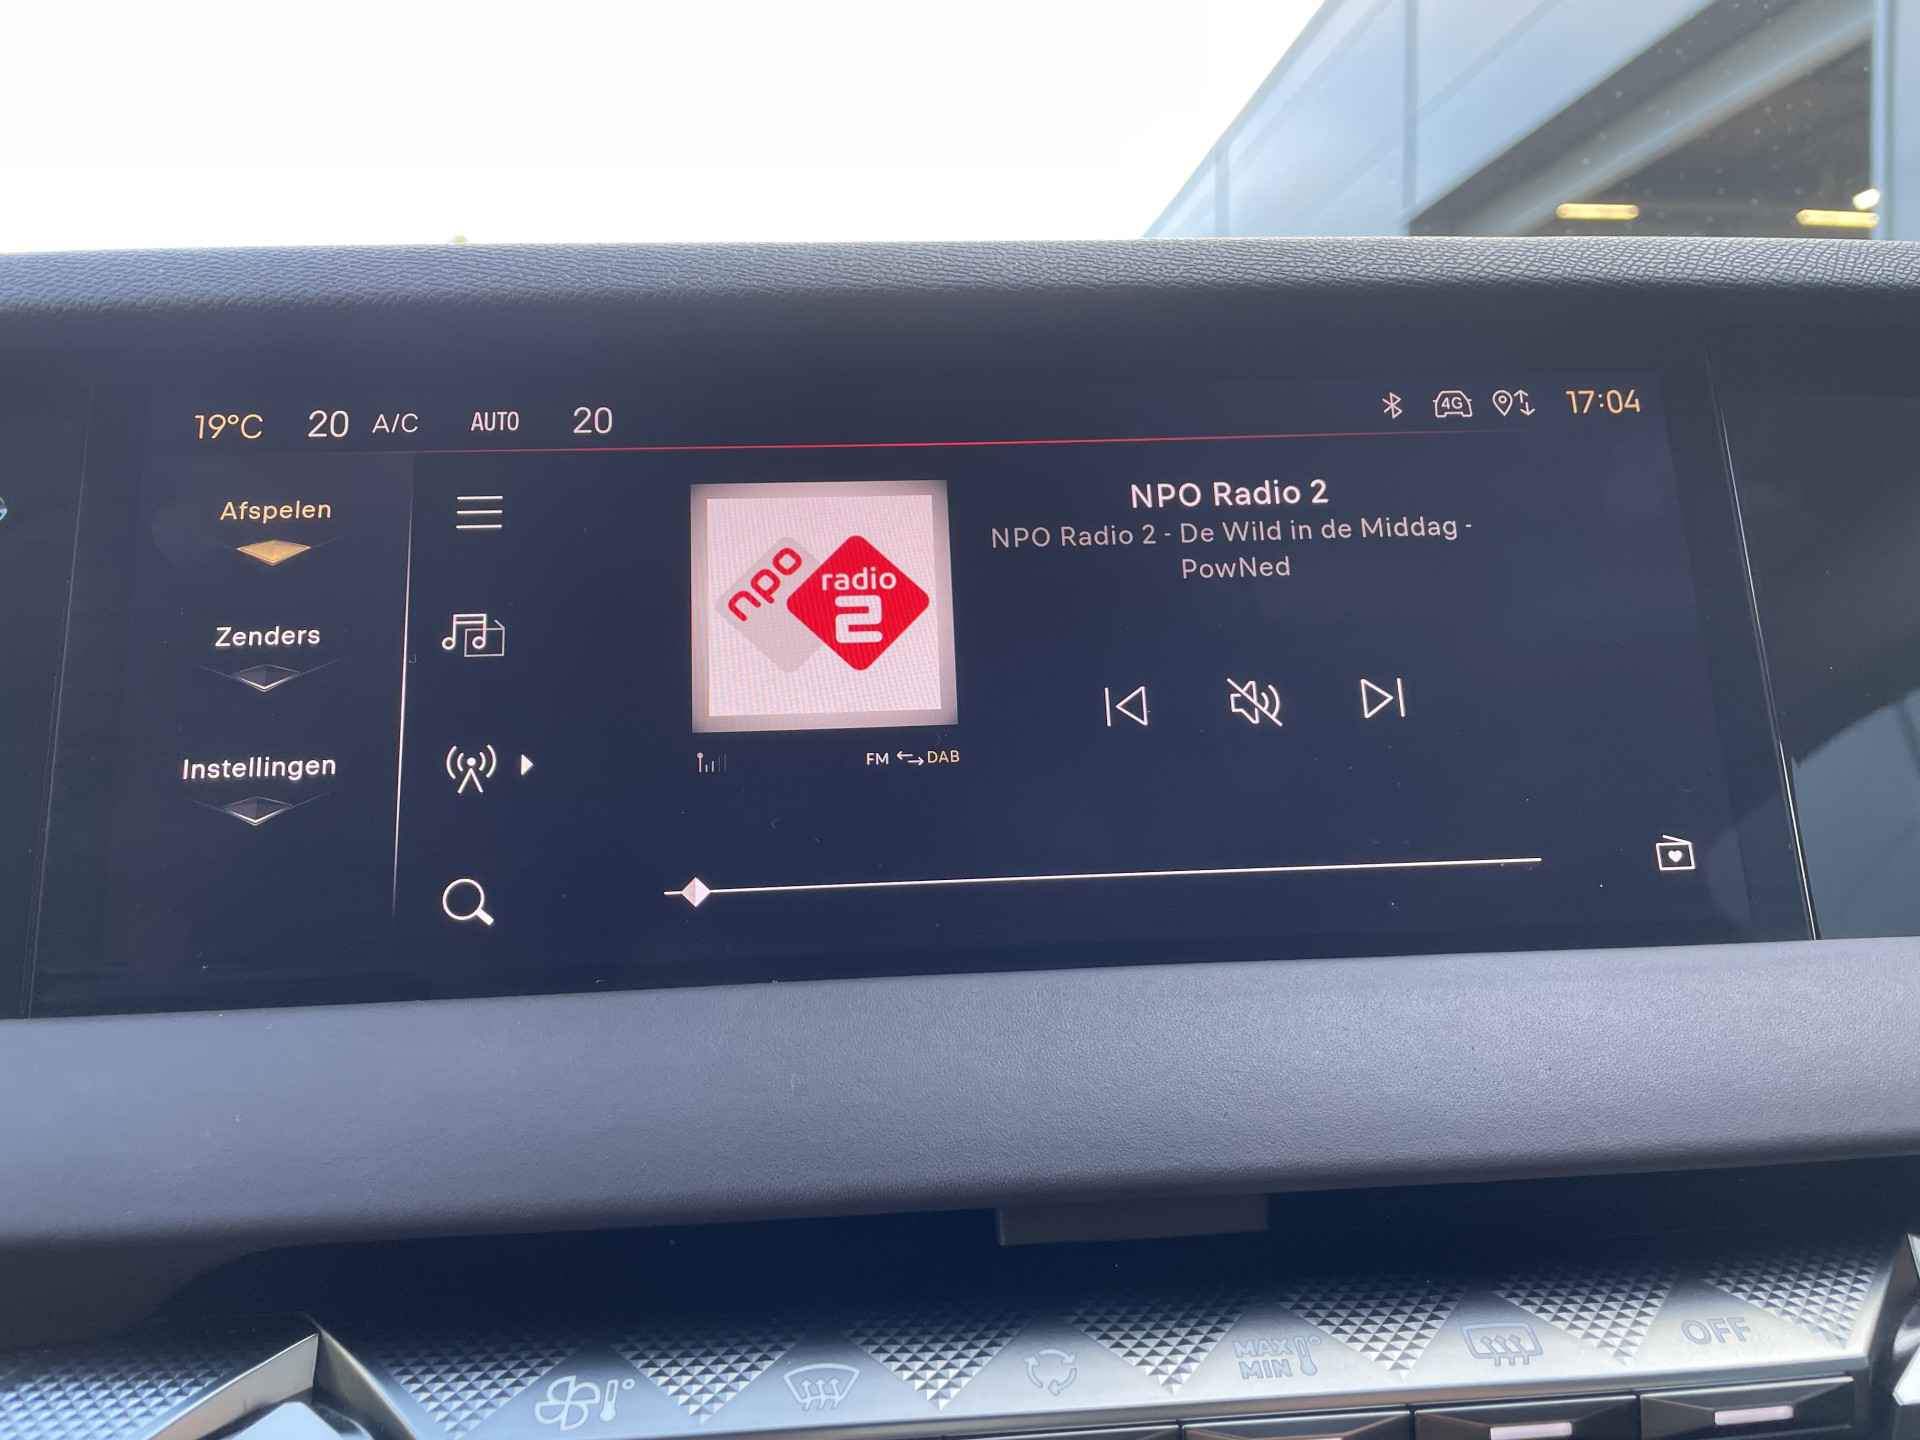 19°C 20 A/C AUTO 20 4G 17:04
Afspelen
Zenders
Instellingen
npo radio 2
FM DAB
NPO Radio 2
NPO Radio 2 - De Wild in de Middag -
PowNed
MAX
MIN
OFF